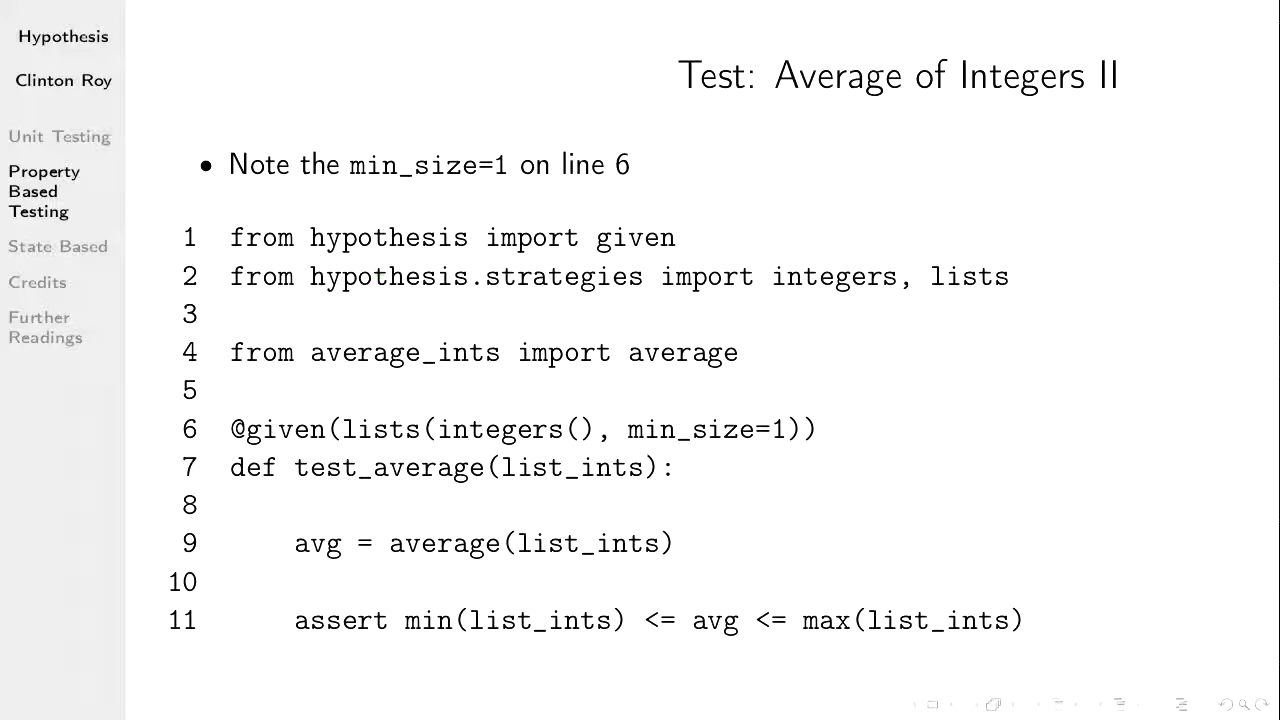 Hypothesis
Clinton Roy
Unit Testing
Property
Based
Testing
State Based
Credits
Further
Readings
Test: Average of Integers II
• Note the min_size=1 on line 6
1 from hypothesis import given
2 from hypothesis.strategies import integers, lists
3
4 from average_ints import average
5
6 @given(lists(integers(), min_size=1))
7 def test_average(list_ints):
8
9     avg = average(list_ints)
10
11     assert min(list_ints) <= avg <= max(list_ints)